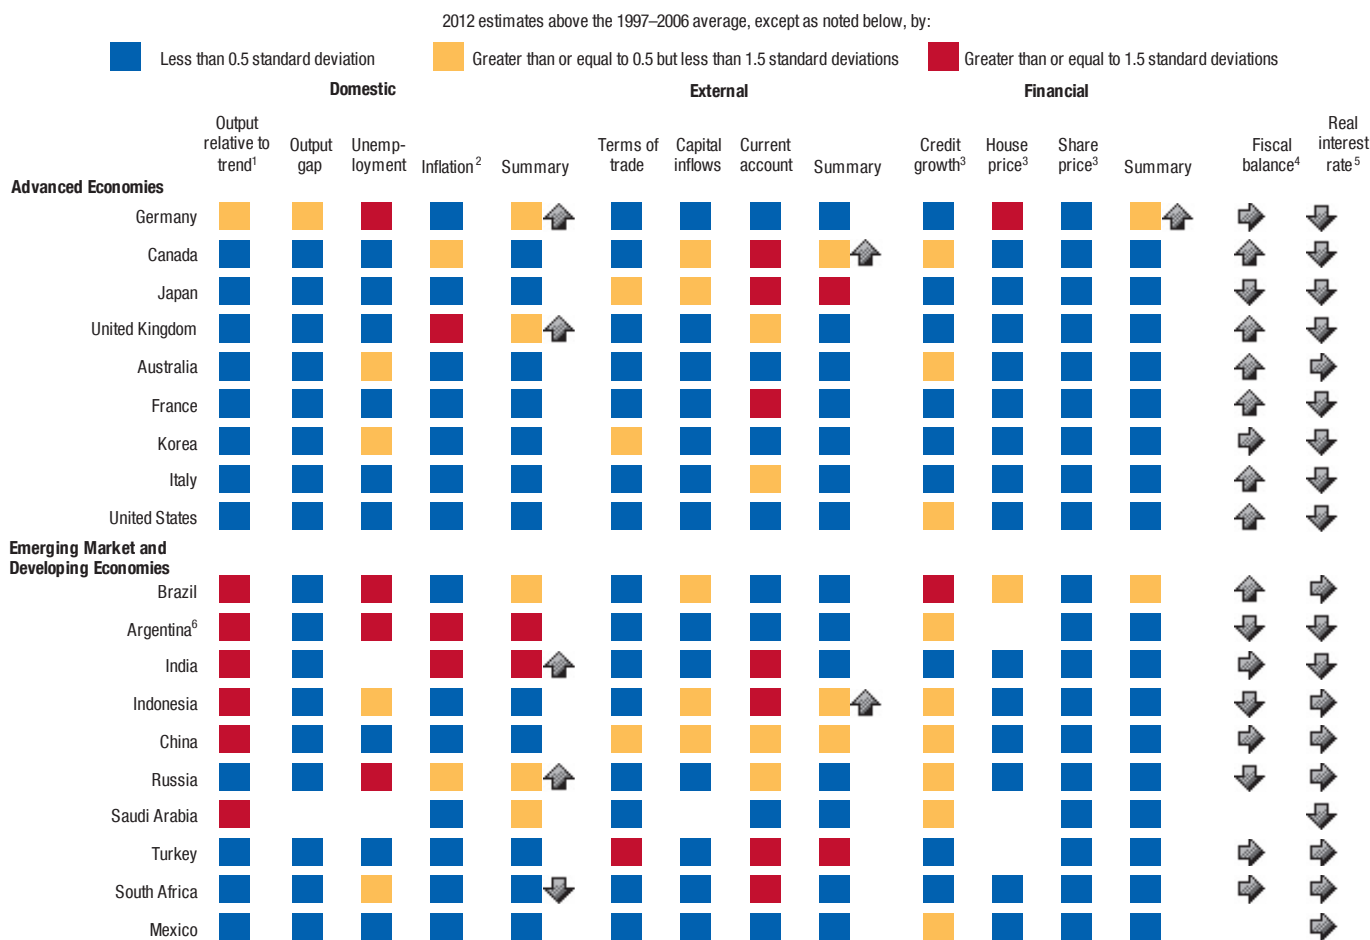 2012 estimates above the 1997–2006 average, except as noted below, by:
Less than 0.5 standard deviation
Greater than or equal to 0.5 but less than 1.5 standard deviations
Greater than or equal to 1.5 standard deviations
Domestic
External
Financial
Output relative to trend1
Output gap
Unemp-loyment
Inflation2
Summary
Terms of trade
Capital inflows
Current account
Summary
Credit growth3
House price3
Share price3
Summary
Fiscal balance4
Real interest rate5
Advanced Economies
Germany
Canada
Japan
United Kingdom
Australia
France
Korea
Italy
United States
Emerging Market and
Developing Economies
Brazil
Argentina6
India
Indonesia
China
Russia
Saudi Arabia
Turkey
South Africa
Mexico